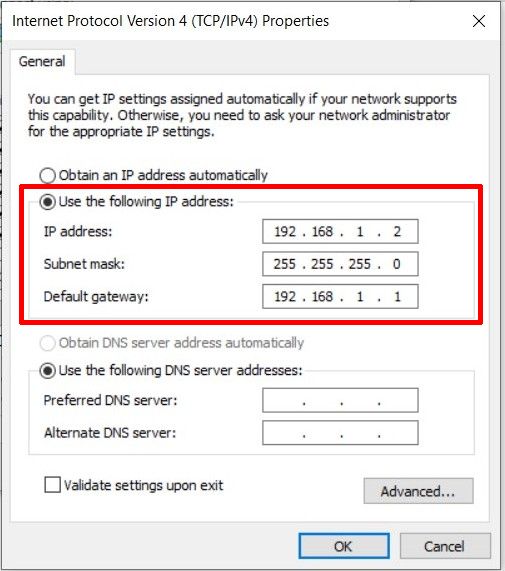 Internet Protocol Version 4 (TCP/IPv4) Properties
General
You can get IP settings assigned automatically if your network supports
this capability. Otherwise, you need to ask your network administrator
for the appropriate IP settings.
Obtain an IP address automatically
Use the following IP address:
IP address: 192 . 168 . 1 . 2
Subnet mask: 255 . 255 . 255 . 0
Default gateway: 192 . 168 . 1 . 1
Obtain DNS server address automatically
Use the following DNS server addresses:
Preferred DNS server: . . .
Alternate DNS server: . . .
Validate settings upon exit
Advanced...
OK Cancel